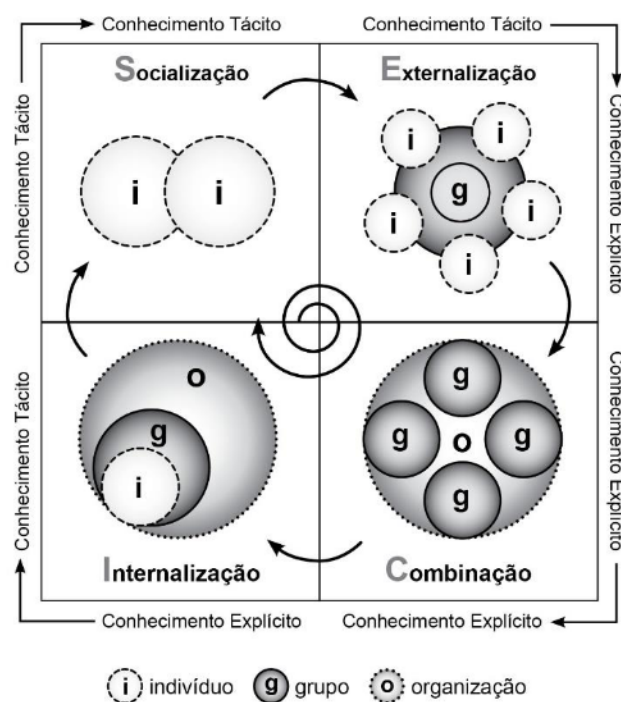 Conhecimento Tácito
Conhecimento Tácito
Conhecimento Tácito
Socialização
i
i
Externalização
i
i
i
i
i
g
Conhecimento Explícito
Conhecimento Tácito
o
g
i
Internalização
g
g
g
g
o
Combinação
Conhecimento Explícito
Conhecimento Explícito
Conhecimento Explícito
i indivíduo g grupo o organização